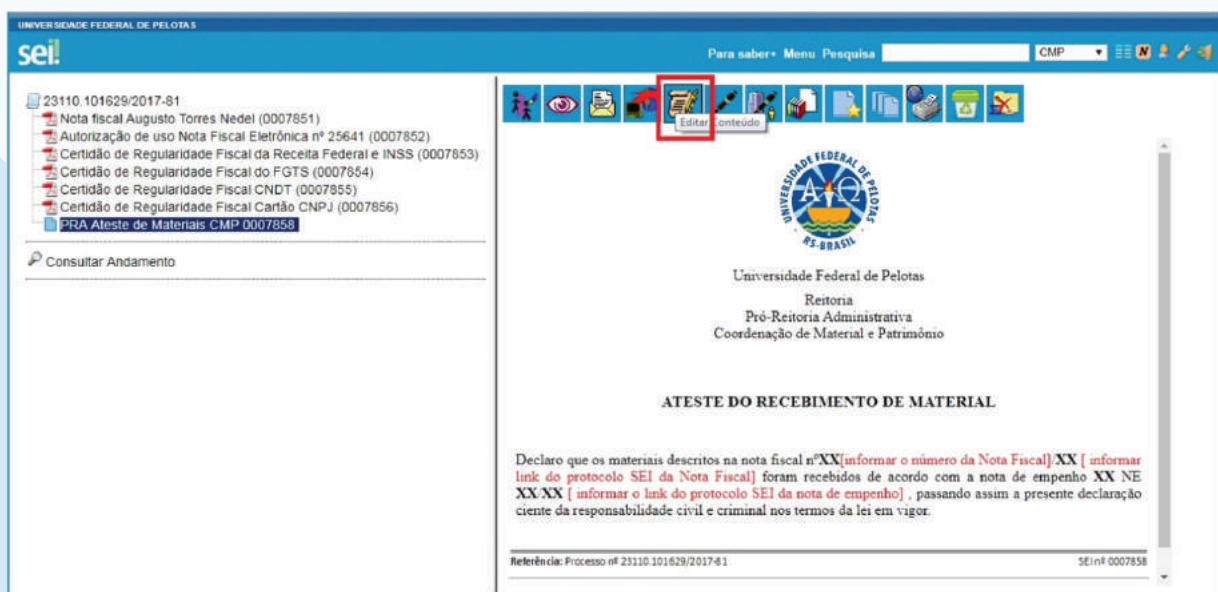 UNIVERSIDADE FEDERAL DE PELOTAS
sei!
Para saber+ Menu Pesquisa
CMP
N
23110.101629/2017-81
Nota fiscal Augusto Torres Nedel (0007851)
Autorização de uso Nota Fiscal Eletrônica nº 25641 (0007852)
Certidão de Regularidade Fiscal da Receita Federal e INSS (0007853)
Certidão de Regularidade Fiscal do FGTS (0007854)
Certidão de Regularidade Fiscal CNDT (0007855)
Certidão de Regularidade Fiscal Cartão CNPJ (0007856)
PRA Ateste de Materiais CMP 0007858
Consultar Andamento
Editar Conteúdo
UNIVERSIDADE FEDERAL DE PELOTAS
A Ω
RS-BRASIL
Universidade Federal de Pelotas
Reitoria
Pró-Reitoria Administrativa
Coordenação de Material e Patrimônio
ATESTE DO RECEBIMENTO DE MATERIAL
Declaro que os materiais descritos na nota fiscal nºXX[informar o número da Nota Fiscal]/XX [ informar
link do protocolo SEI da Nota Fiscal] foram recebidos de acordo com a nota de empenho XX NE
XX/XX [ informar o link do protocolo SEI da nota de empenho] , passando assim a presente declaração
ciente da responsabilidade civil e criminal nos termos da lei em vigor.
Referência: Processo nº 23110.101629/2017-81
SEI nº 0007858